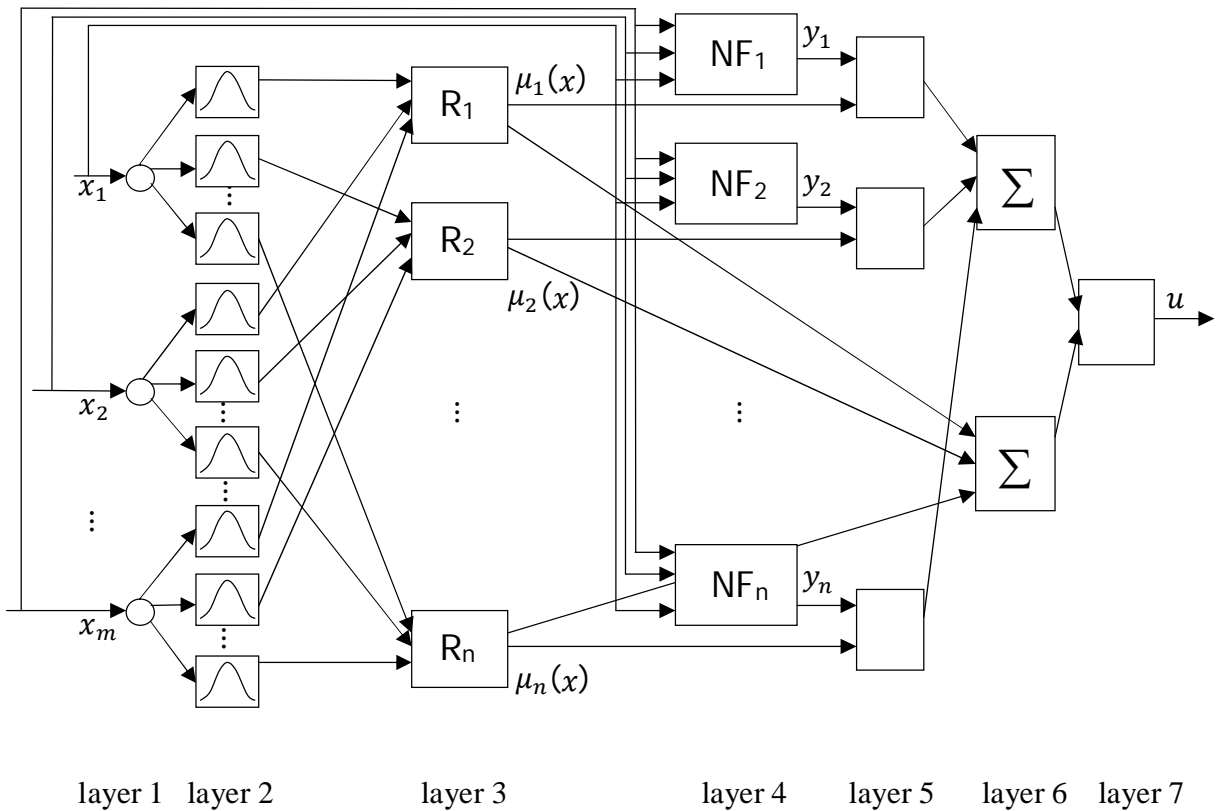 NF₁
y₁
R₁
μ₁(x)
x₁
⋮
NF₂
y₂
R₂
μ₂(x)
Σ
u
x₂
⋮
⋮
⋮
Σ
⋮
⋮
NFₙ
yₙ
xₘ
⋮
Rₙ
μₙ(x)
layer 1 layer 2 layer 3 layer 4 layer 5 layer 6 layer 7